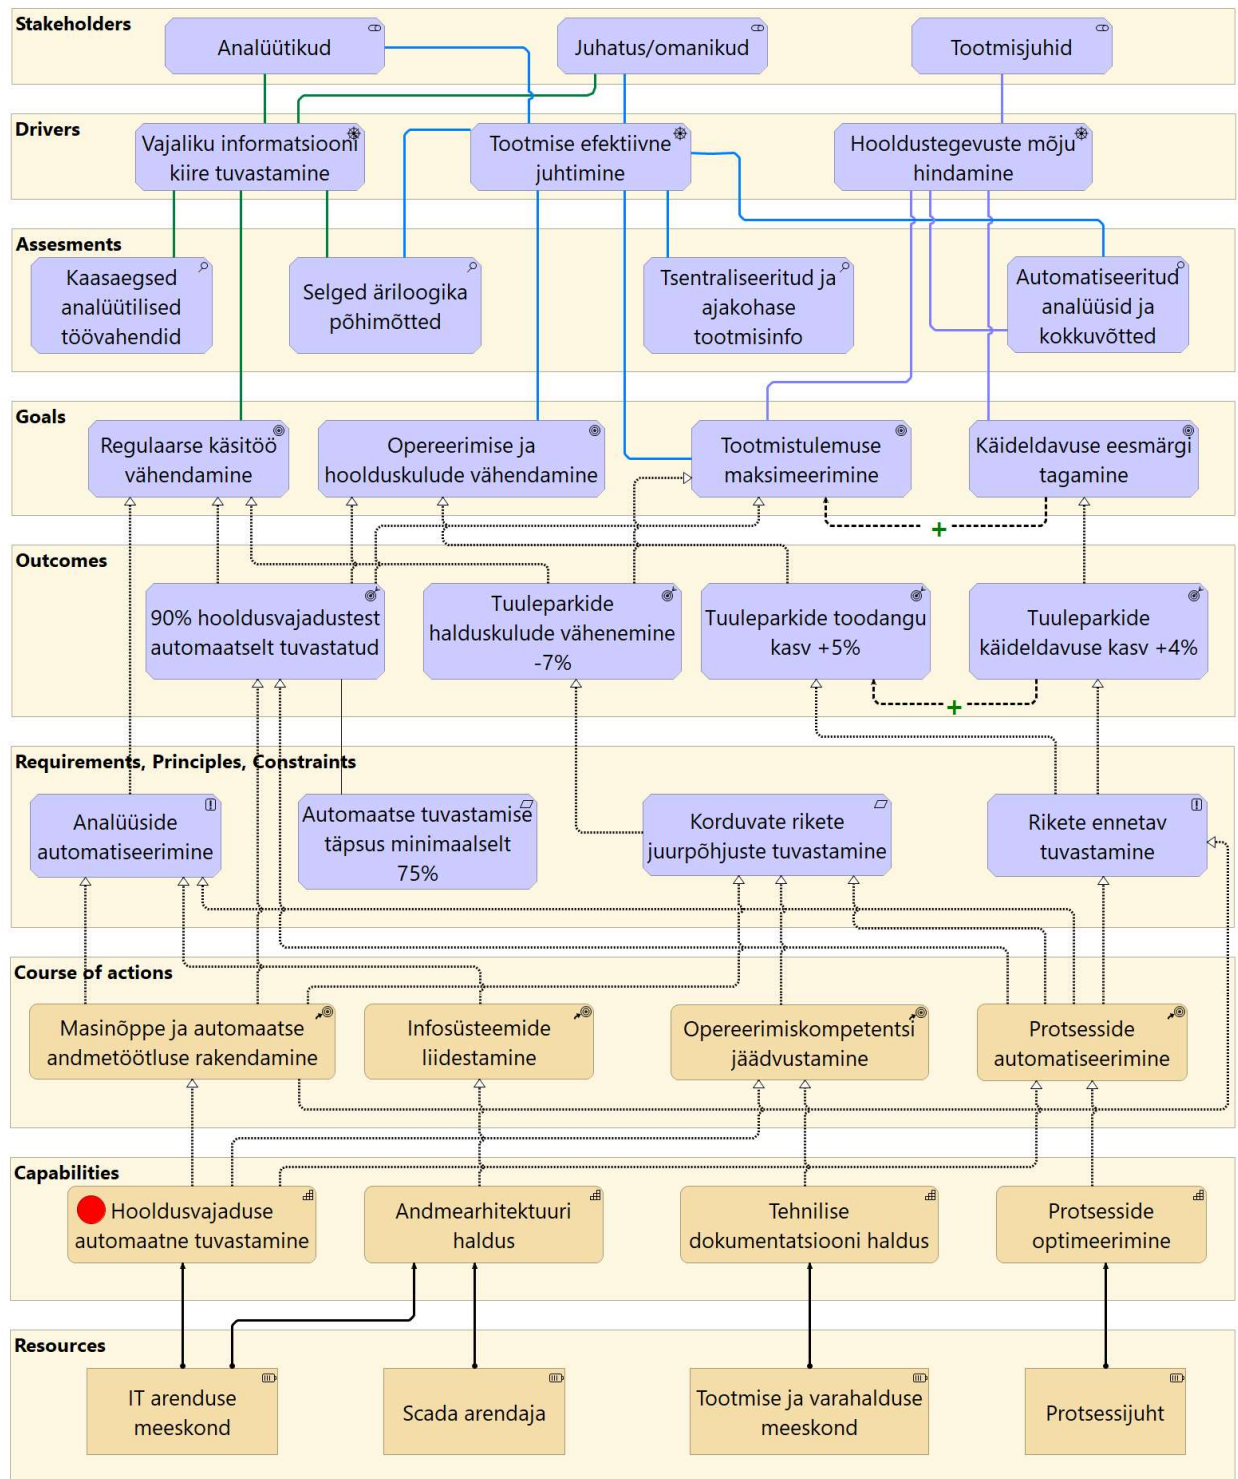 Stakeholders
Analüütikud
Juhatus/omanikud
Tootmisjuhid
Drivers
Vajaliku informatsiooni
kiire tuvastamine
Tootmise efektiivne
juhtimine
Hooldustegevuste mõju
hindamine
Assesments
Kaasaegsed
analüütilised
töövahendid
Selged äriloogika
põhimõtted
Tsentraliseeritud ja
ajakohase
tootmisinfo
Automatiseeritud
analüüsid ja
kokkuvõtted
Goals
Regulaarse käsitöö
vähendamine
Opereerimise ja
hoolduskulude vähendamine
Tootmistulemuse
maksimeerimine
Käideldavuse eesmärgi
tagamine
+
Outcomes
90% hooldusvajadustest
automaatselt tuvastatud
Tuuleparkide
halduskulude vähenemine
-7%
Tuuleparkide toodangu
kasv +5%
Tuuleparkide
käideldavuse kasv +4%
+
Requirements, Principles, Constraints
Analüüside
automatiseerimine
Automaatse tuvastamise
täpsus minimaalselt
75%
Korduvate rikete
juurpõhjuste tuvastamine
Rikete ennetav
tuvastamine
Course of actions
Masinõppe ja automaatse
andmetöötluse rakendamine
Infosüsteemide
liidestamine
Opereerimiskompetentsi
jäädvustamine
Protsesside
automatiseerimine
Capabilities
Hooldusvajaduse
automaatne tuvastamine
Andmearhitektuuri
haldus
Tehnilise
dokumentatsiooni haldus
Protsesside
optimeerimine
Resources
IT arenduse
meeskond
Scada arendaja
Tootmise ja varahalduse
meeskond
Protsessijuht